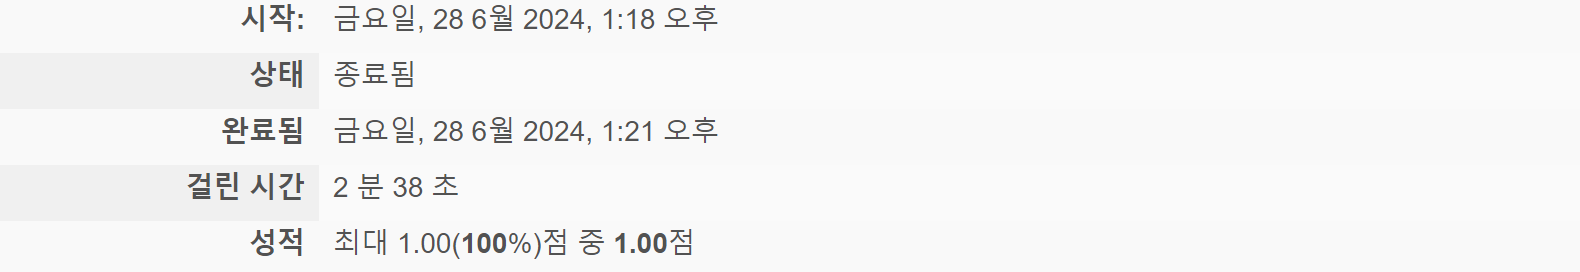 시작: 금요일, 28 6월 2024, 1:18 오후
상태 종료됨
완료됨 금요일, 28 6월 2024, 1:21 오후
걸린 시간 2 분 38 초
성적 최대 1.00(100%)점 중 1.00점